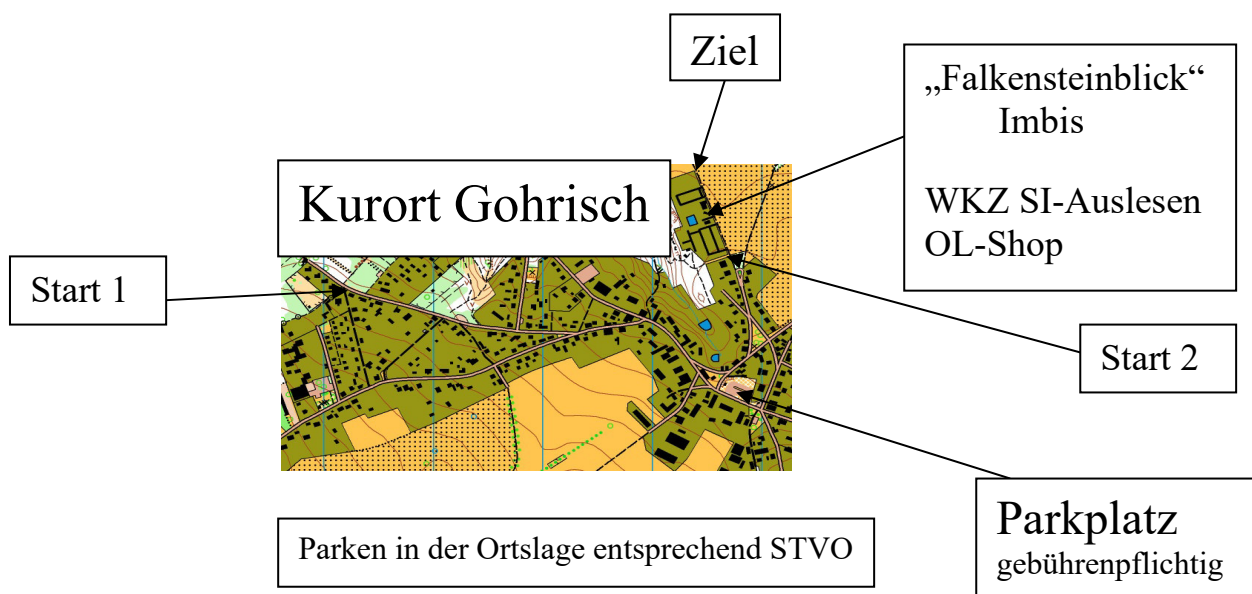 Ziel
„Falkensteinblick“
Imbis
WKZ SI-Auslesen
OL-Shop
Kurort Gohrisch
Start 1
Start 2
Parkplatz
gebührenpflichtig
Parken in der Ortslage entsprechend STVO